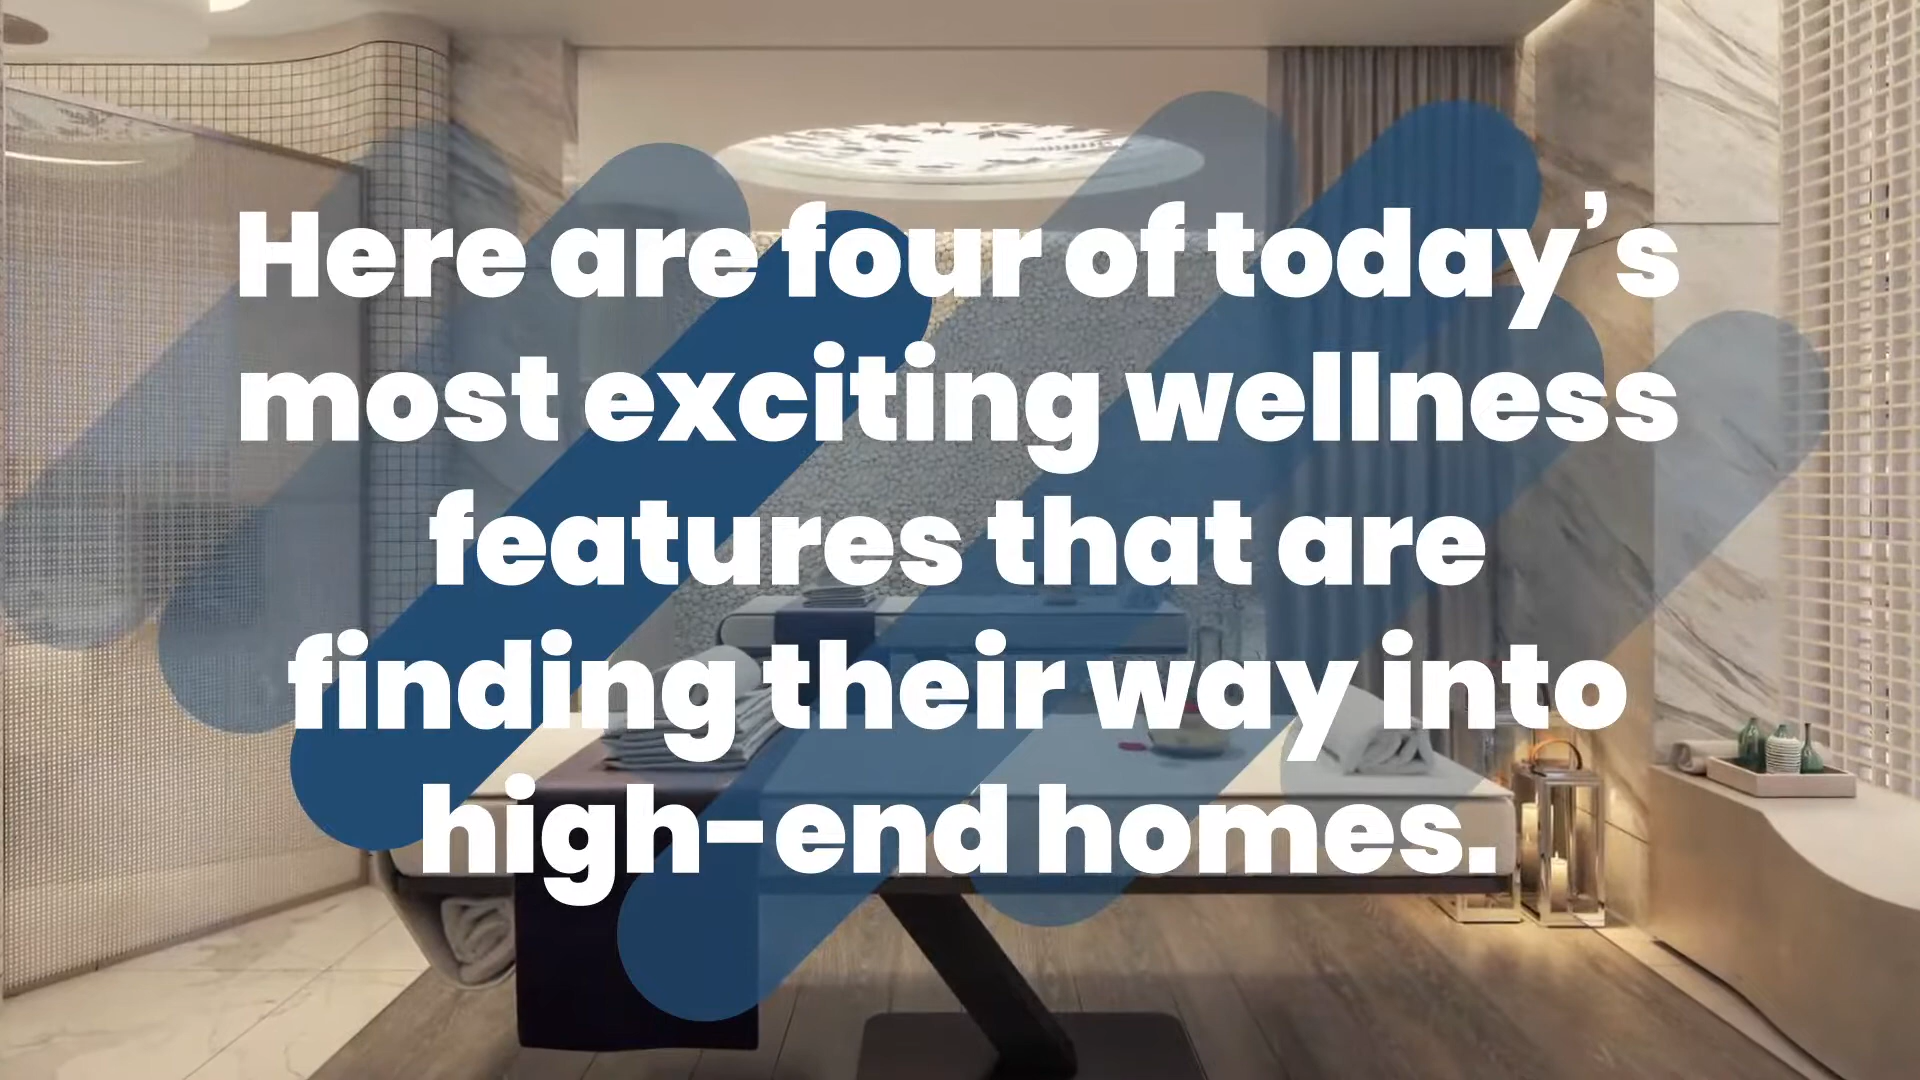 Here are four of today’s
most exciting wellness
features that are
finding their way into
high-end homes.